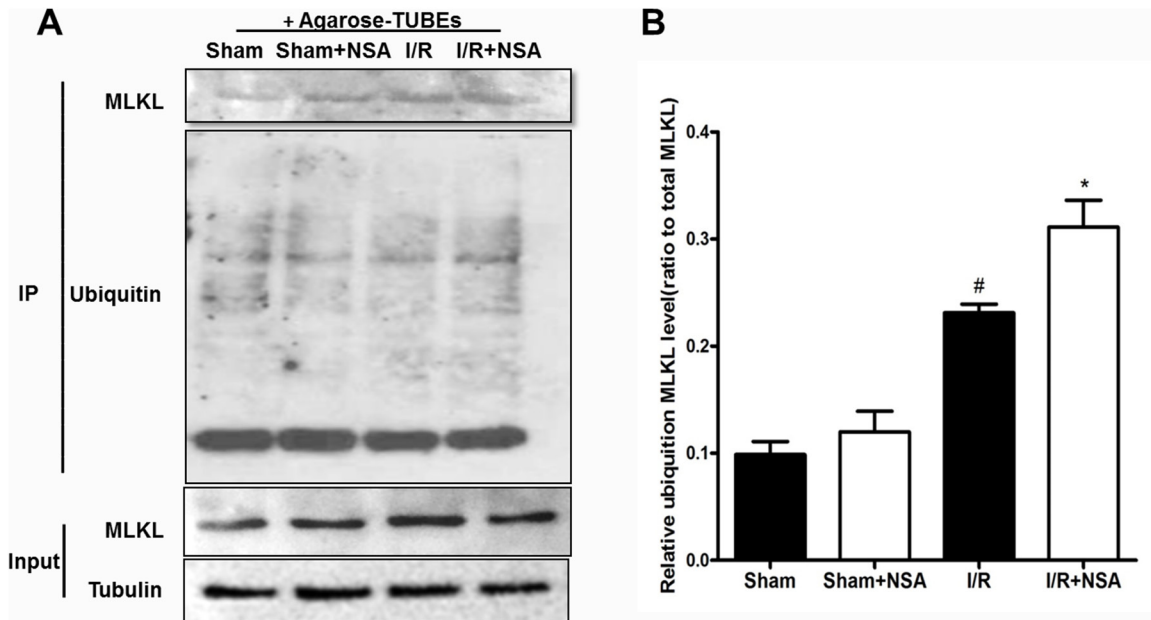 A
+ Agarose-TUBEs
Sham Sham+NSA I/R I/R+NSA
MLKL
IP
Ubiquitin
MLKL
Input
Tubulin
B
Relative ubiquition MLKL level(ratio to total MLKL)
0.4
0.3
0.2
0.1
0.0
#
*
Sham Sham+NSA I/R I/R+NSA